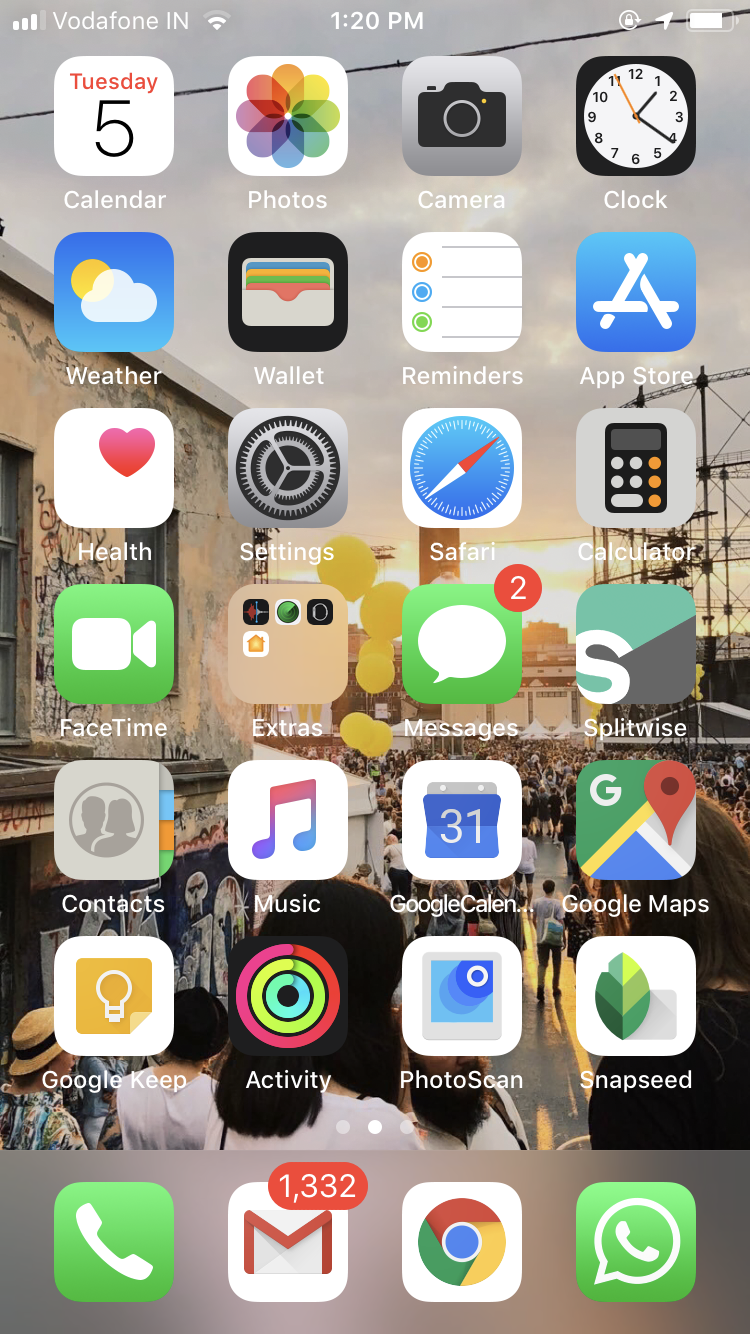 Vodafone IN 1:20 PM
Tuesday
5
12
11 1
10 2
9 3
8 4
7 5
6
Calendar Photos Camera Clock
Weather Wallet Reminders App Store
Health Settings Safari Calculator
2
S
FaceTime Extras Messages Splitwise
31 G
Contacts Music GoogleCalen... Google Maps
Google Keep Activity PhotoScan Snapseed
1,332